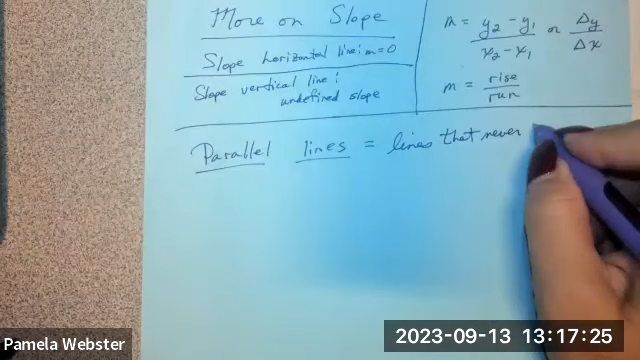 More on Slope
Slope horizontal line: m=0
Slope vertical line:
undefined slope
m = y2 - y1 / x2 - x1 or Δy / Δx
m = rise / run
Parallel lines = lines that never
Pamela Webster
2023-09-13 13:17:25